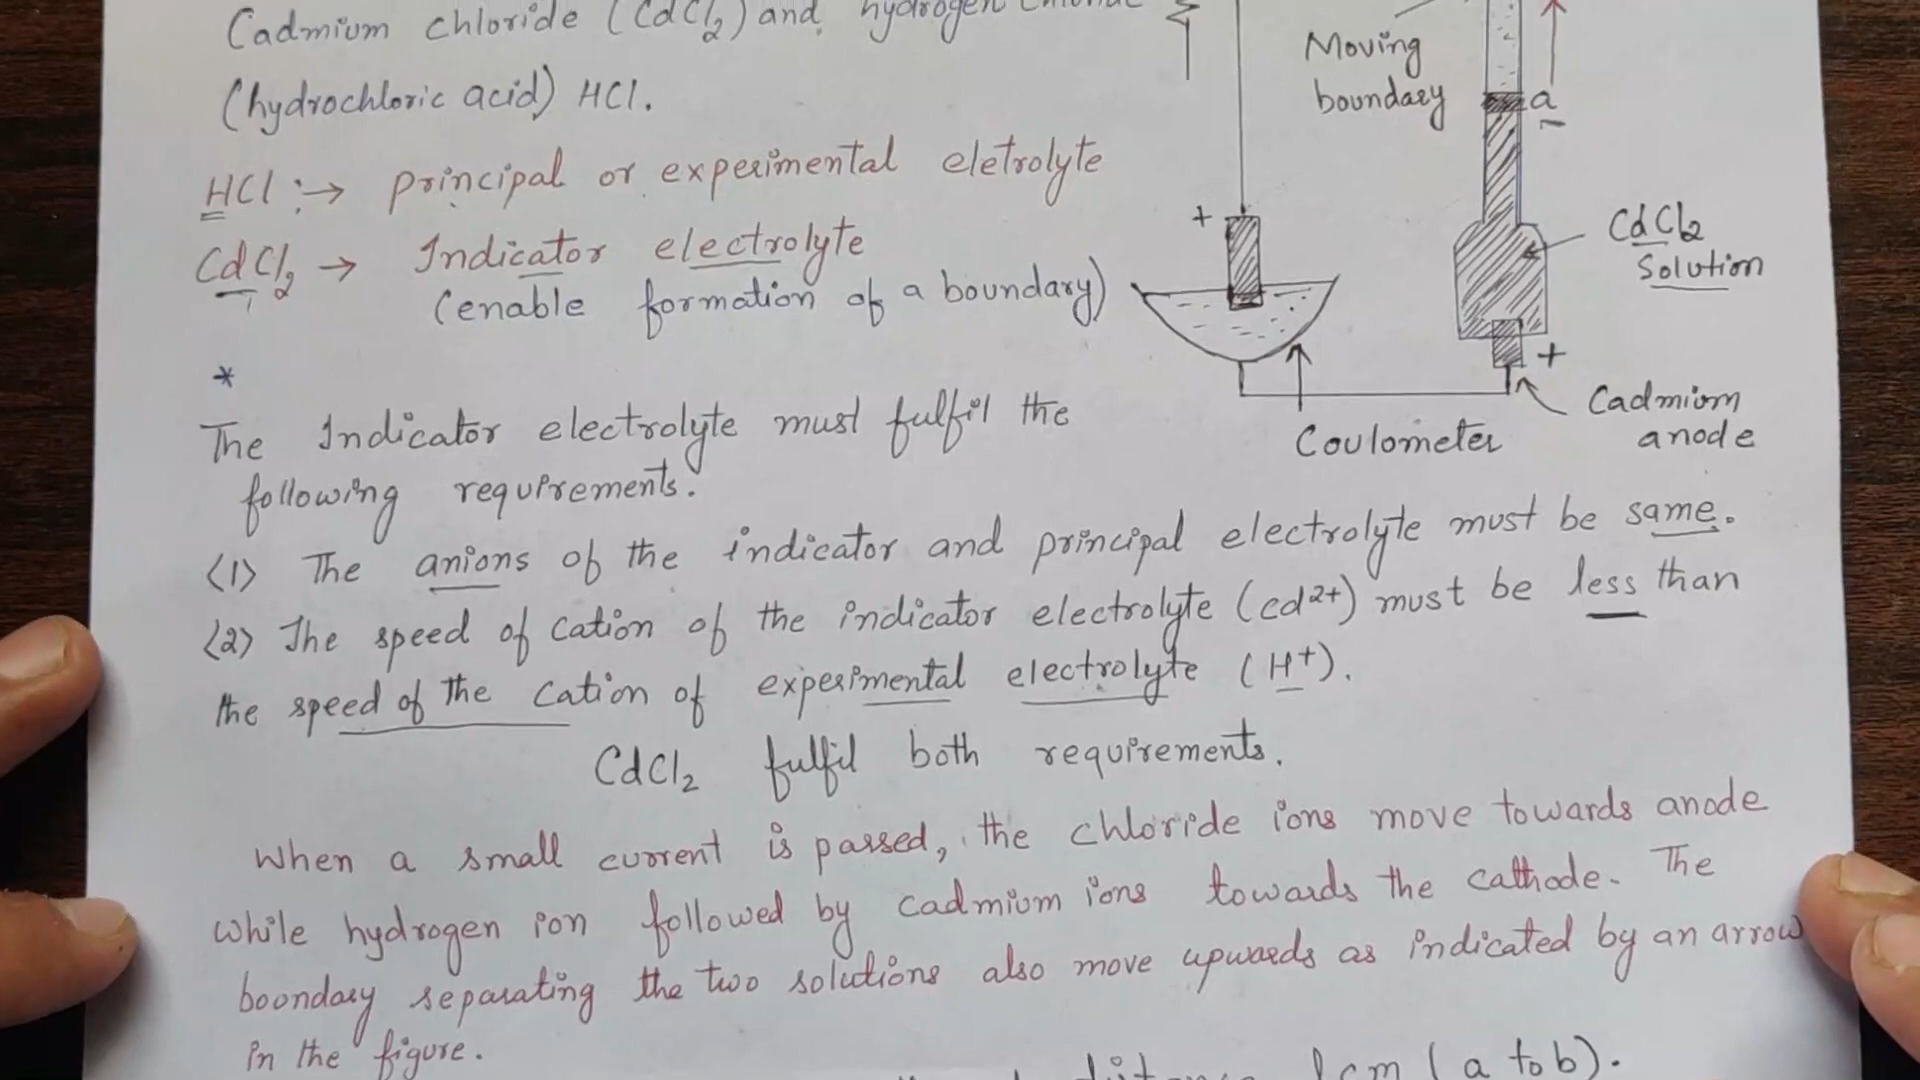 Cadmium chloride (CdCl2) and hydrogen
(hydrochloric acid) HCl.
HCl :→ principal or experimental eletrolyte
CdCl2 → Indicator electrolyte
(enable formation of a boundary)
*
The Indicator electrolyte must fulfil the
following requirements.
Moving
boundary
a
CdCl2
Solution
+
+
Cadmium
anode
Coulometer
<1> The anions of the indicator and principal electrolyte must be same.
<2> The speed of cation of the indicator electrolyte (cd2+) must be less than
the speed of the cation of experimental electrolyte (H+).
CdCl2 fulfil both requirements.
When a small current is passed, the chloride ions move towards anode
while hydrogen ion followed by cadmium ions towards the cathode. The
boundary separating the two solutions also move upwards as indicated by an arrow
in the figure.
lcm (a to b).